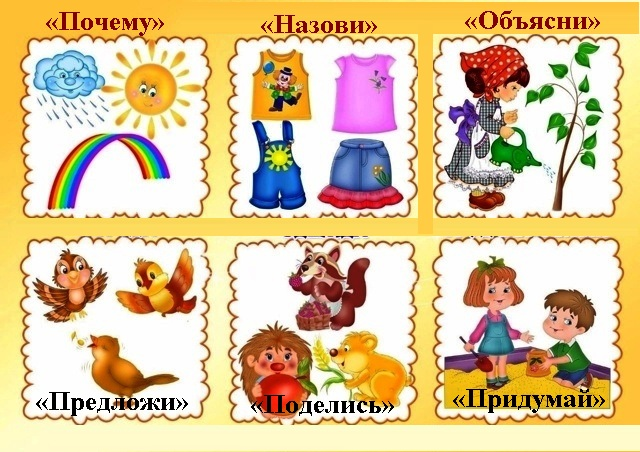 «Почему»
«Назови»
«Объясни»
«Предложи»
«Поделись»
«Придумай»